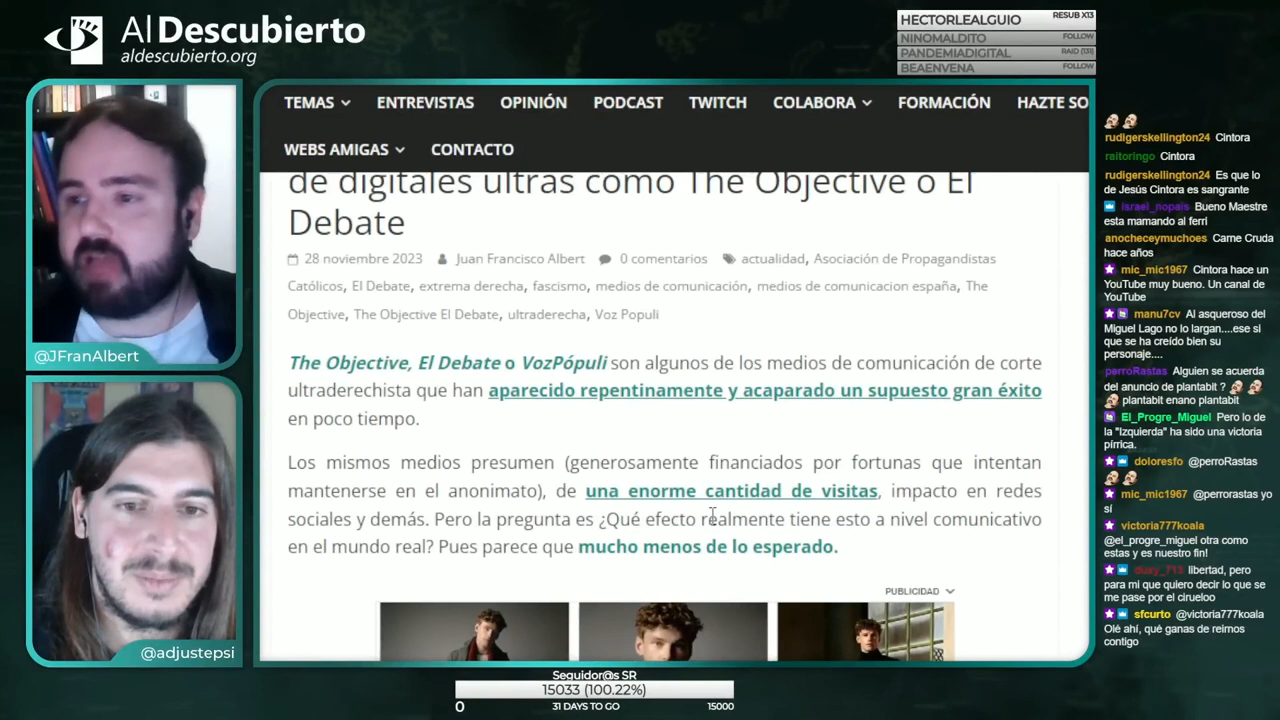 Al Descubierto
aldescubierto.org
HECTORLEALGUIO RESUB X13
NINOMALDITO FOLLOW
PANDEMIADIGITAL RAID (131)
BEAENVENA FOLLOW
TEMAS ENTREVISTAS OPINIÓN PODCAST TWITCH COLABORA FORMACIÓN HAZTE SO
WEBS AMIGAS CONTACTO
de digitales ultras como The Objective o El
Debate
28 noviembre 2023 Juan Francisco Albert 0 comentarios actualidad, Asociación de Propagandistas
Católicos, El Debate, extrema derecha, fascismo, medios de comunicación, medios de comunicacion españa, The
Objective, The Objective El Debate, ultraderecha, Voz Populi
The Objective, El Debate o VozPópuli son algunos de los medios de comunicación de corte
ultraderechista que han aparecido repentinamente y acaparado un supuesto gran éxito
en poco tiempo.
Los mismos medios presumen (generosamente financiados por fortunas que intentan
mantenerse en el anonimato), de una enorme cantidad de visitas, impacto en redes
sociales y demás. Pero la pregunta es ¿Qué efecto realmente tiene esto a nivel comunicativo
en el mundo real? Pues parece que mucho menos de lo esperado.
PUBLICIDAD
@JFranAlbert
@adjustepsi
rudigerskellington24 Cintora
raitoringo Cintora
rudigerskellington24 Es que lo
de Jesús Cintora es sangrante
israel_nopais Bueno Maestre
esta mamando al ferri
anocheceymuchoes Carne Cruda
hace años
mic_mic1967 Cintora hace un
YouTube muy bueno. Un canal de
YouTube
manu7cv Al asqueroso del
Miguel Lago no lo largan....ese si
que se ha creído bien su
personaje....
perroRastas Alguien se acuerda
del anuncio de plantabit ?
plantabit enano plantabit
El_Progre_Miguel Pero lo de
la "Izquierda" ha sido una victoria
pírrica.
doloresfo @perroRastas
mic_mic1967 @perrorastas yo
sí
victoria777koala
@el_progre_miguel otra como
estas y es nuestro fin!
duxy_713 libertad, pero
para mi que quiero decir lo que se
me pase por el cirueloo
sfcurto @victoria777koala
Olé ahí, qué ganas de reirnos
contigo
Seguidor@s SR
15033 (100.22%)
0 31 DAYS TO GO 15000